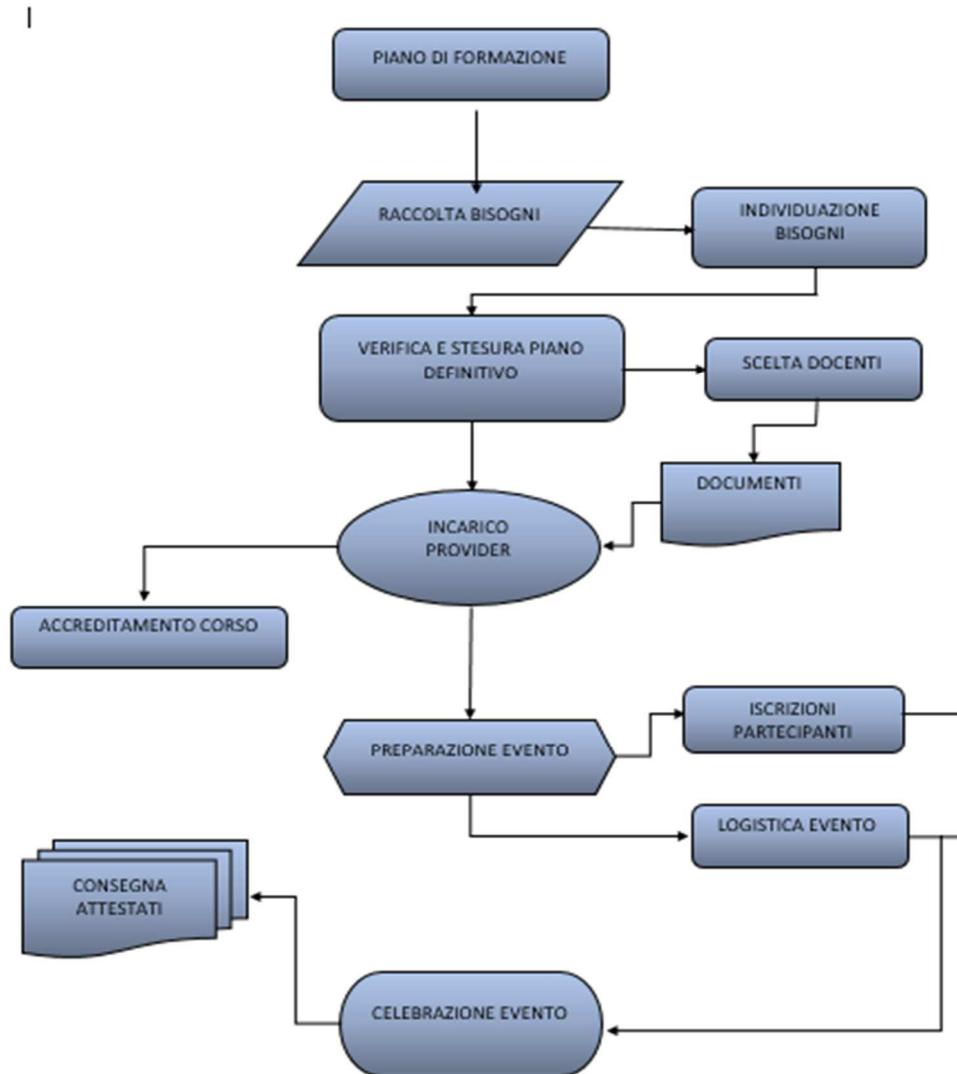 I
PIANO DI FORMAZIONE
RACCOLTA BISOGNI
INDIVIDUAZIONE
BISOGNI
VERIFICA E STESURA PIANO
DEFINITIVO
SCELTA DOCENTI
DOCUMENTI
INCARICO
PROVIDER
ACCREDITAMENTO CORSO
ISCRIZIONI
PARTECIPANTI
PREPARAZIONE EVENTO
LOGISTICA EVENTO
CONSEGNA
ATTESTATI
CELEBRAZIONE EVENTO